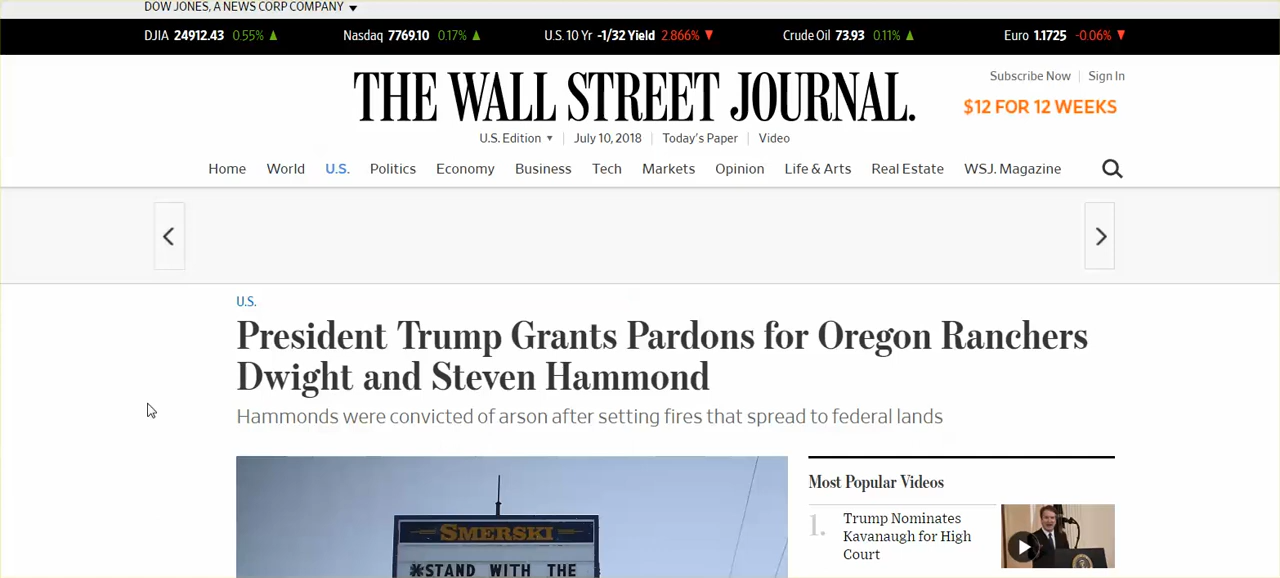 DOW JONES, A NEWS CORP COMPANY
DJIA 24912.43 0.55% Nasdaq 7769.10 0.17% U.S. 10 Yr -1/32 Yield 2.866% Crude Oil 73.93 0.11% Euro 1.1725 -0.06%
Subscribe Now | Sign In
THE WALL STREET JOURNAL.
$12 FOR 12 WEEKS
U.S. Edition | July 10, 2018 | Today's Paper | Video
Home World U.S. Politics Economy Business Tech Markets Opinion Life & Arts Real Estate WSJ. Magazine
U.S.
President Trump Grants Pardons for Oregon Ranchers
Dwight and Steven Hammond
Hammonds were convicted of arson after setting fires that spread to federal lands
SMERSKI
*STAND WITH THE
Most Popular Videos
1. Trump Nominates
Kavanaugh for High
Court